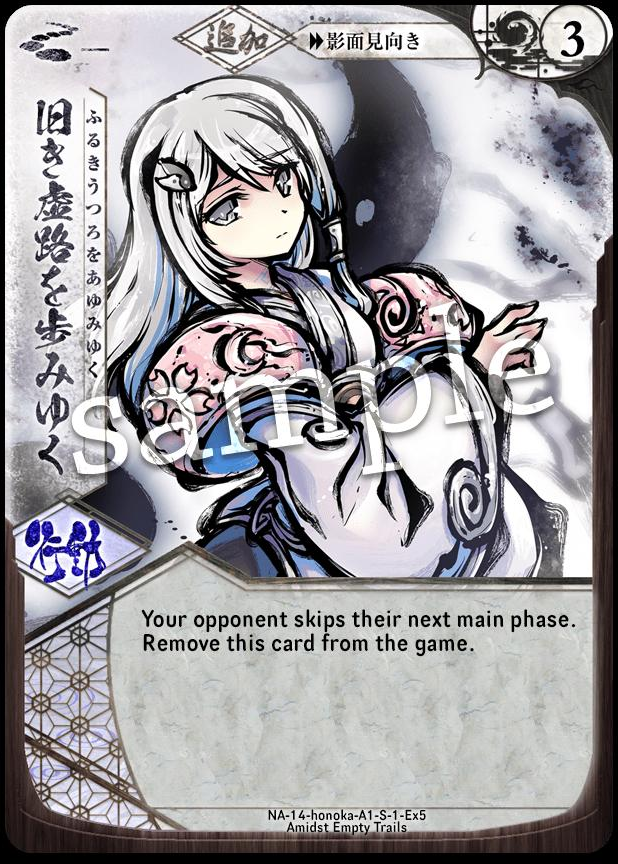 追加
▶▶影面見向き
3
旧き虚路を歩みゆく
ふるきうつろをあゆみゆく
sample
行動
Your opponent skips their next main phase.
Remove this card from the game.
NA-14-honoka-A1-S-1-Ex5
Amidst Empty Trails